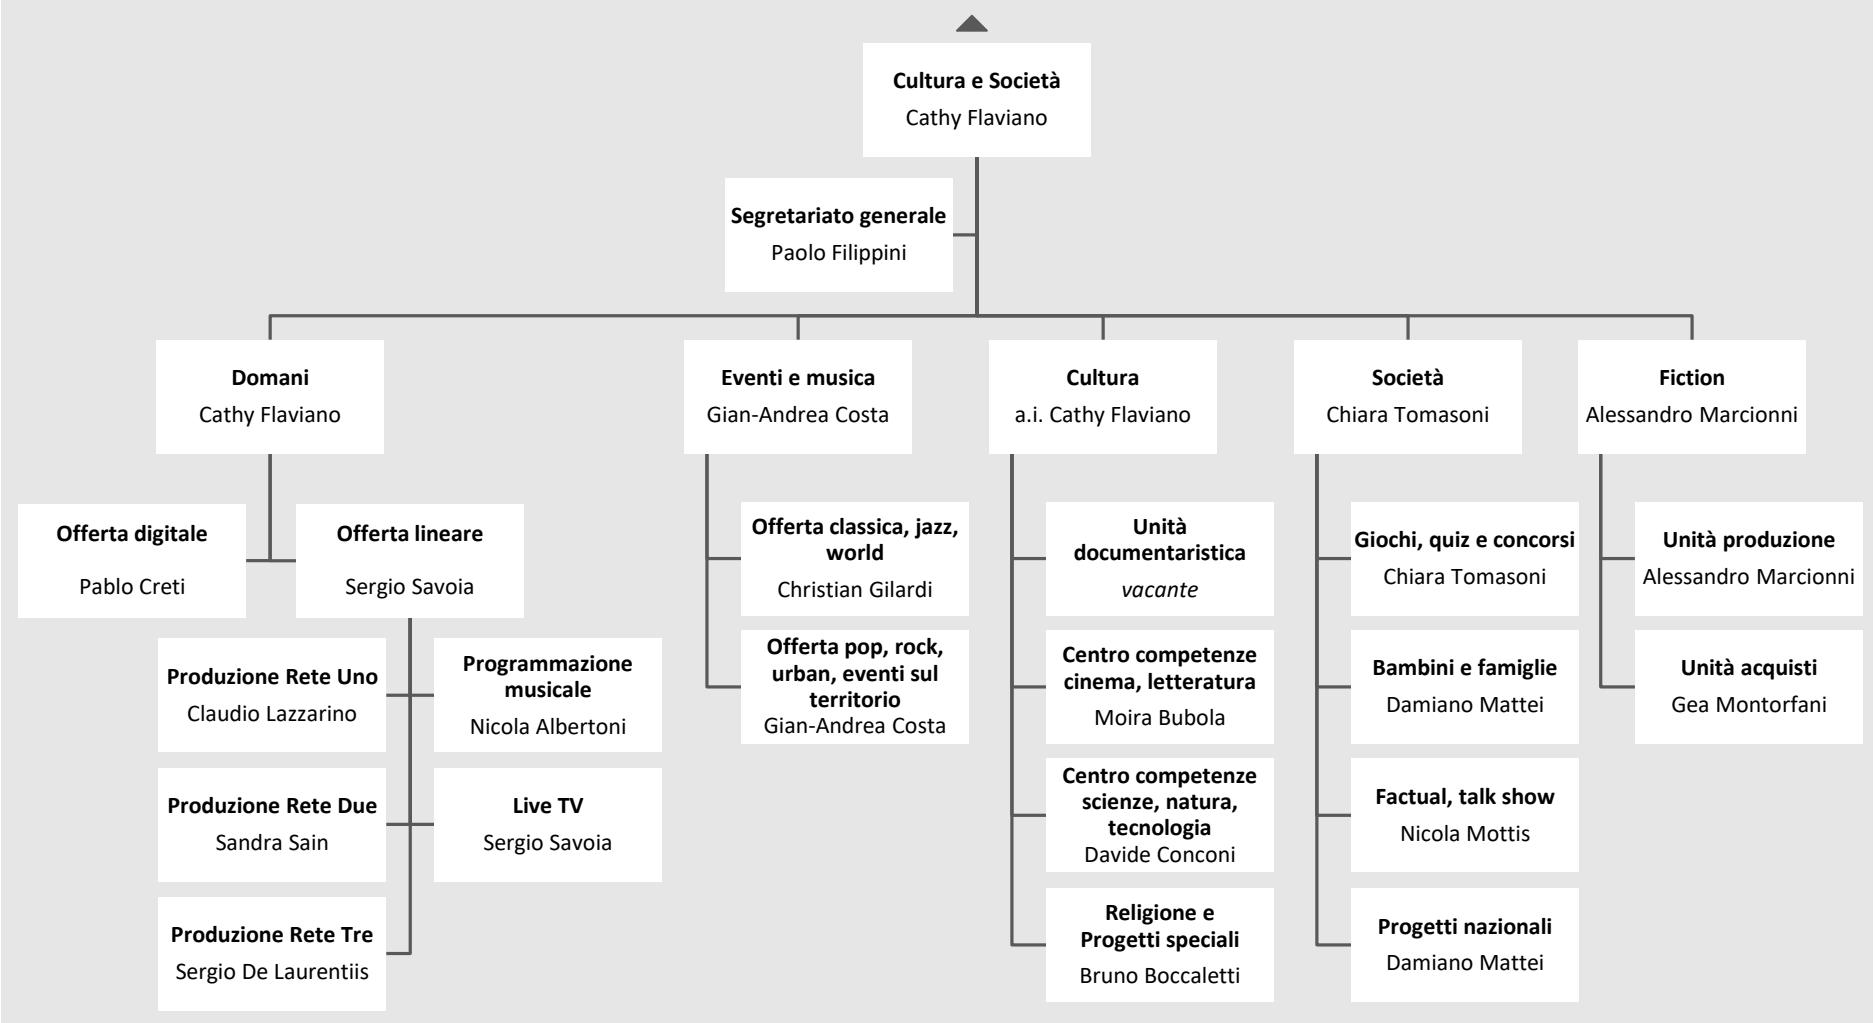 Cultura e Società
Cathy Flaviano
Segretariato generale
Paolo Filippini
Domani
Cathy Flaviano
Offerta digitale
Pablo Creti
Offerta lineare
Sergio Savoia
Produzione Rete Uno
Claudio Lazzarino
Programmazione
musicale
Nicola Albertoni
Produzione Rete Due
Sandra Sain
Live TV
Sergio Savoia
Produzione Rete Tre
Sergio De Laurentiis
Eventi e musica
Gian-Andrea Costa
Offerta classica, jazz,
world
Christian Gilardi
Offerta pop, rock,
urban, eventi sul
territorio
Gian-Andrea Costa
Cultura
a.i. Cathy Flaviano
Unità
documentaristica
vacante
Centro competenze
cinema, letteratura
Moira Bubola
Centro competenze
scienze, natura,
tecnologia
Davide Conconi
Religione e
Progetti speciali
Bruno Boccaletti
Società
Chiara Tomasoni
Giochi, quiz e concorsi
Chiara Tomasoni
Bambini e famiglie
Damiano Mattei
Factual, talk show
Nicola Mottis
Progetti nazionali
Damiano Mattei
Fiction
Alessandro Marcionni
Unità produzione
Alessandro Marcionni
Unità acquisti
Gea Montorfani